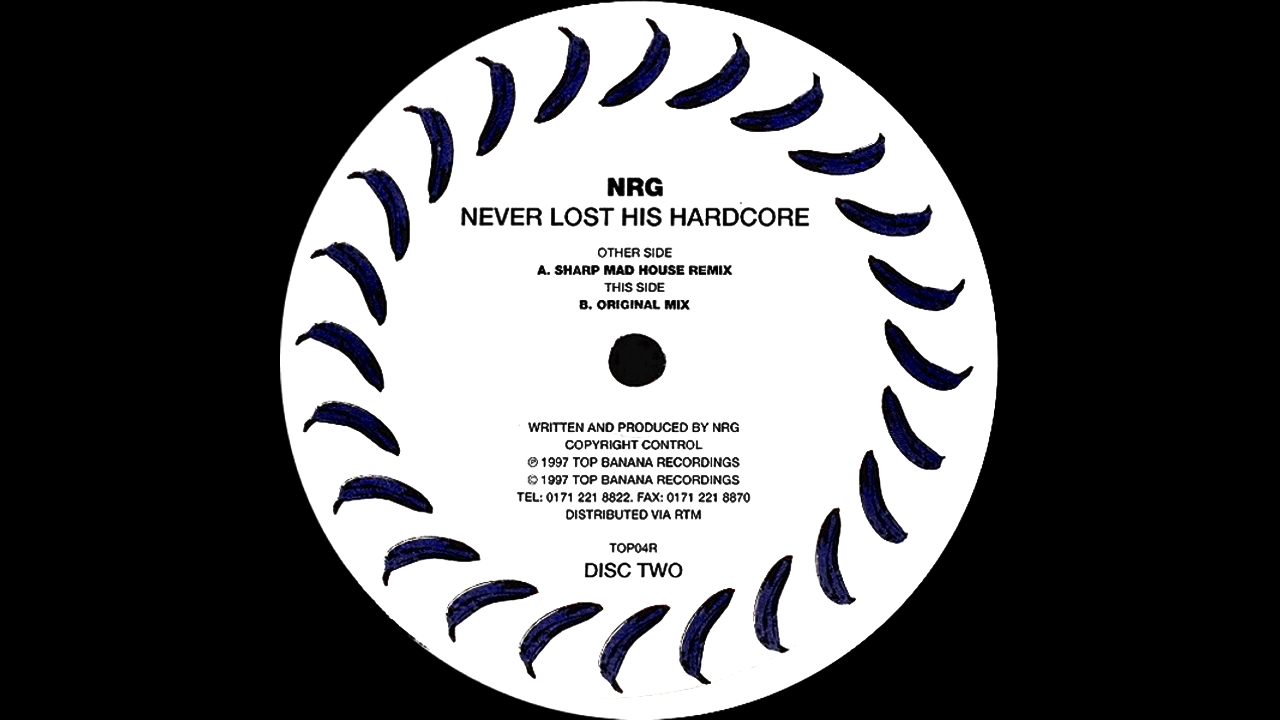 NRG
NEVER LOST HIS HARDCORE
OTHER SIDE
A. SHARP MAD HOUSE REMIX
THIS SIDE
B. ORIGINAL MIX
WRITTEN AND PRODUCED BY NRG
COPYRIGHT CONTROL
℗ 1997 TOP BANANA RECORDINGS
© 1997 TOP BANANA RECORDINGS
TEL: 0171 221 8822. FAX: 0171 221 8870
DISTRIBUTED VIA RTM
TOP04R
DISC TWO